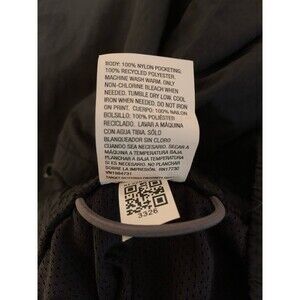 BODY: 100% NYLON POCKETING:
100% RECYCLED POLYESTER.
MACHINE WASH WARM. ONLY
NON-CHLORINE BLEACH WHEN
NEEDED. TUMBLE DRY LOW. COOL
IRON WHEN NEEDED. DO NOT IRON
ON PRINT. CUERPO: 100% NAILON
BOLSILLO: 100% POLIÉSTER
RECICLADO. LAVAR A MÁQUINA
CON AGUA TIBIA. SÓLO
BLANQUEADOR SIN CLORO
CUANDO SEA NECESARIO. SECAR A
MÁQUINA A TEMPERATURA BAJA.
PLANCHAR A TEMPERATURA BAJA
SI ES NECESARIO. NO PLANCHAR
SOBRE LA IMPRESIÓN. RN17730
3326